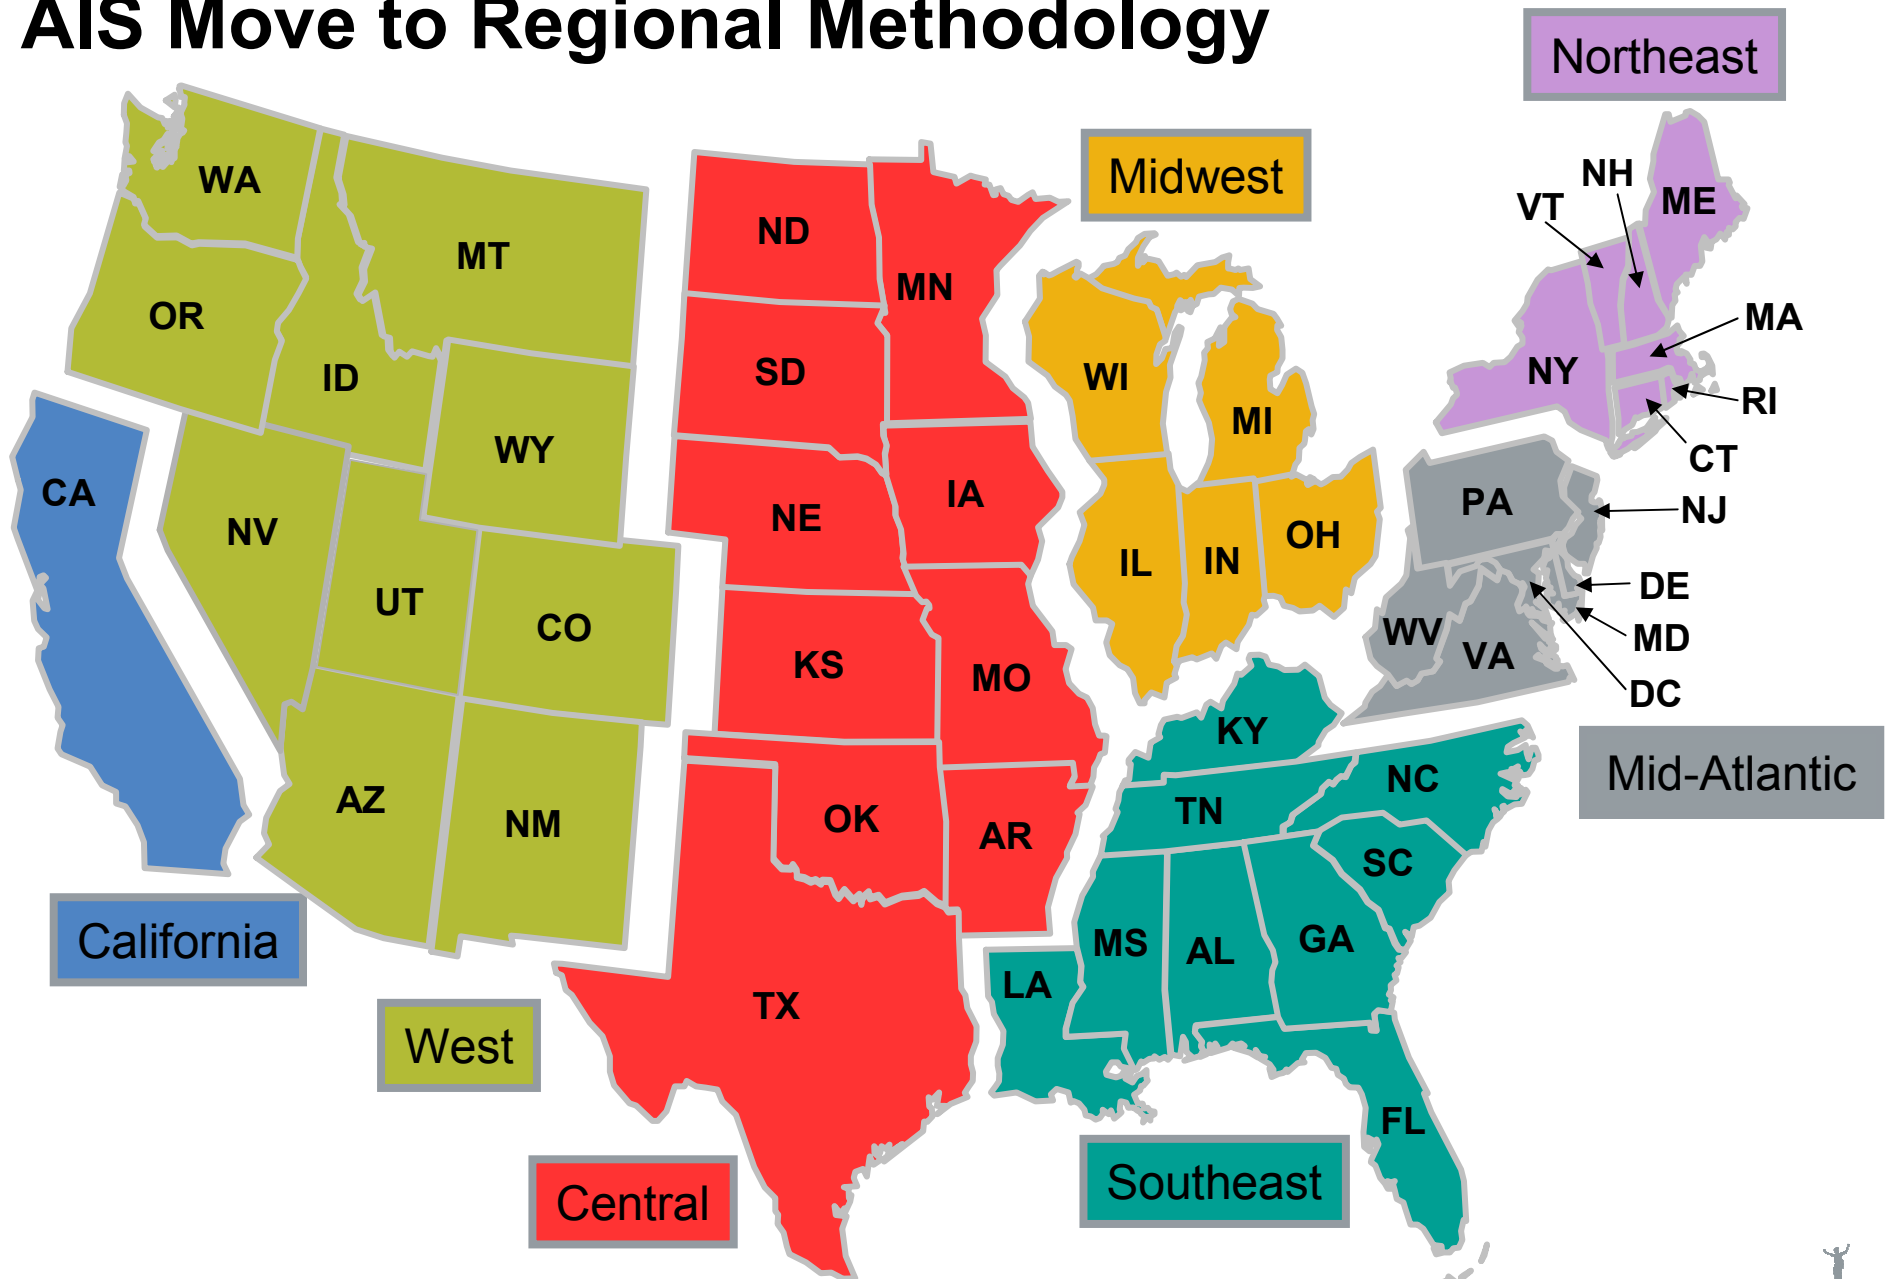 AIS Move to Regional Methodology
Northeast
Midwest
WA
MT
OR
ID
WY
CA
NV
UT
CO
AZ
NM
California
West
ND
MN
SD
NE
IA
KS
MO
OK
AR
TX
Central
WI
MI
IL
IN
OH
NH
VT
ME
MA
NY
RI
CT
PA
NJ
DE
WV
MD
VA
DC
Mid-Atlantic
KY
NC
TN
SC
MS
AL
GA
LA
FL
Southeast